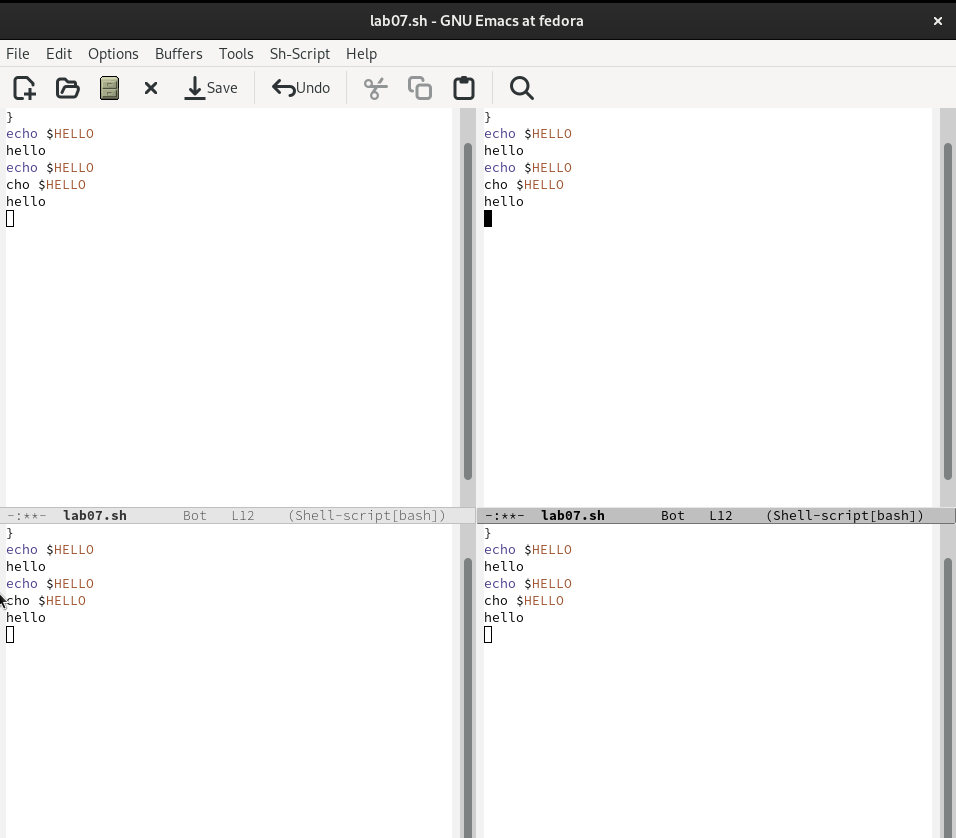 lab07.sh - GNU Emacs at fedora
File Edit Options Buffers Tools Sh-Script Help
Save Undo
}
echo $HELLO
hello
echo $HELLO
cho $HELLO
hello
-:**- lab07.sh Bot L12 (Shell-script[bash])
}
echo $HELLO
hello
echo $HELLO
cho $HELLO
hello
-:**- lab07.sh Bot L12 (Shell-script[bash])
}
echo $HELLO
hello
echo $HELLO
cho $HELLO
hello
}
echo $HELLO
hello
echo $HELLO
cho $HELLO
hello